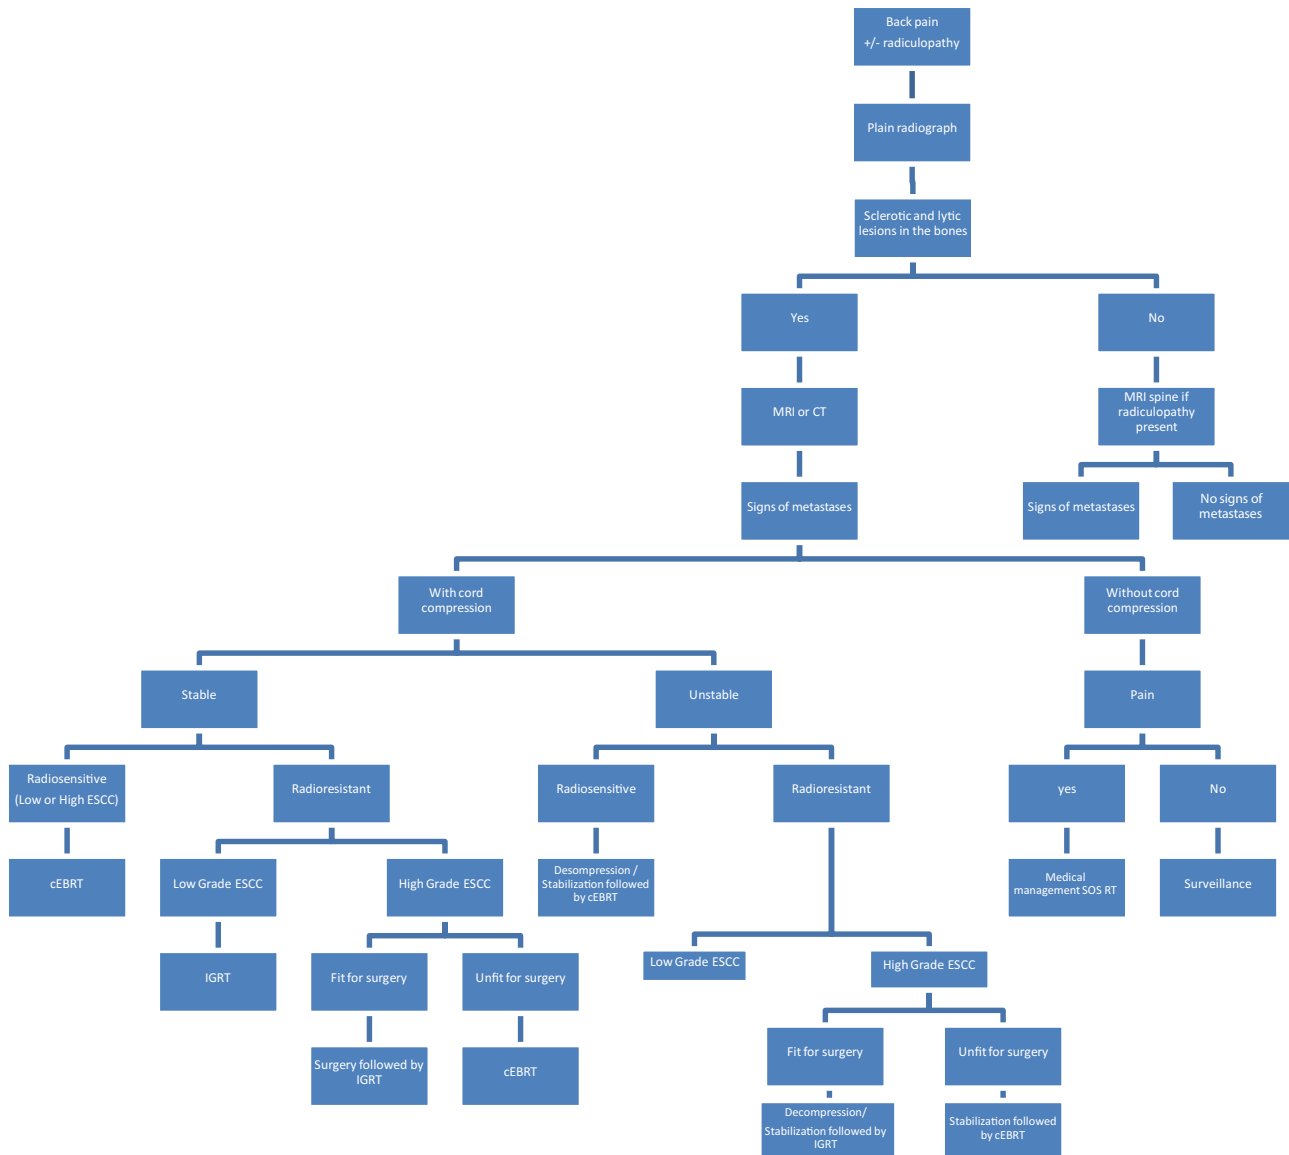 Back pain
+/- radiculopathy
Plain radiograph
Sclerotic and lytic
lesions in the bones
Yes
No
MRI or CT
MRI spine if
radiculopathy
present
Signs of metastases
Signs of metastases
No signs of
metastases
With cord
compression
Without cord
compression
Stable
Unstable
Pain
Radiosensitive
(Low or High ESCC)
Radioresistant
Radiosensitive
Radioresistant
yes
No
cEBRT
Low Grade ESCC
High Grade ESCC
Desompression /
Stabilization followed
by cEBRT
Medical
management SOS RT
Surveillance
IGRT
Fit for surgery
Unfit for surgery
Low Grade ESCC
High Grade ESCC
Surgery followed by
IGRT
cEBRT
Fit for surgery
Unfit for surgery
Decompression/
Stabilization followed by
IGRT
Stabilization followed
by cEBRT